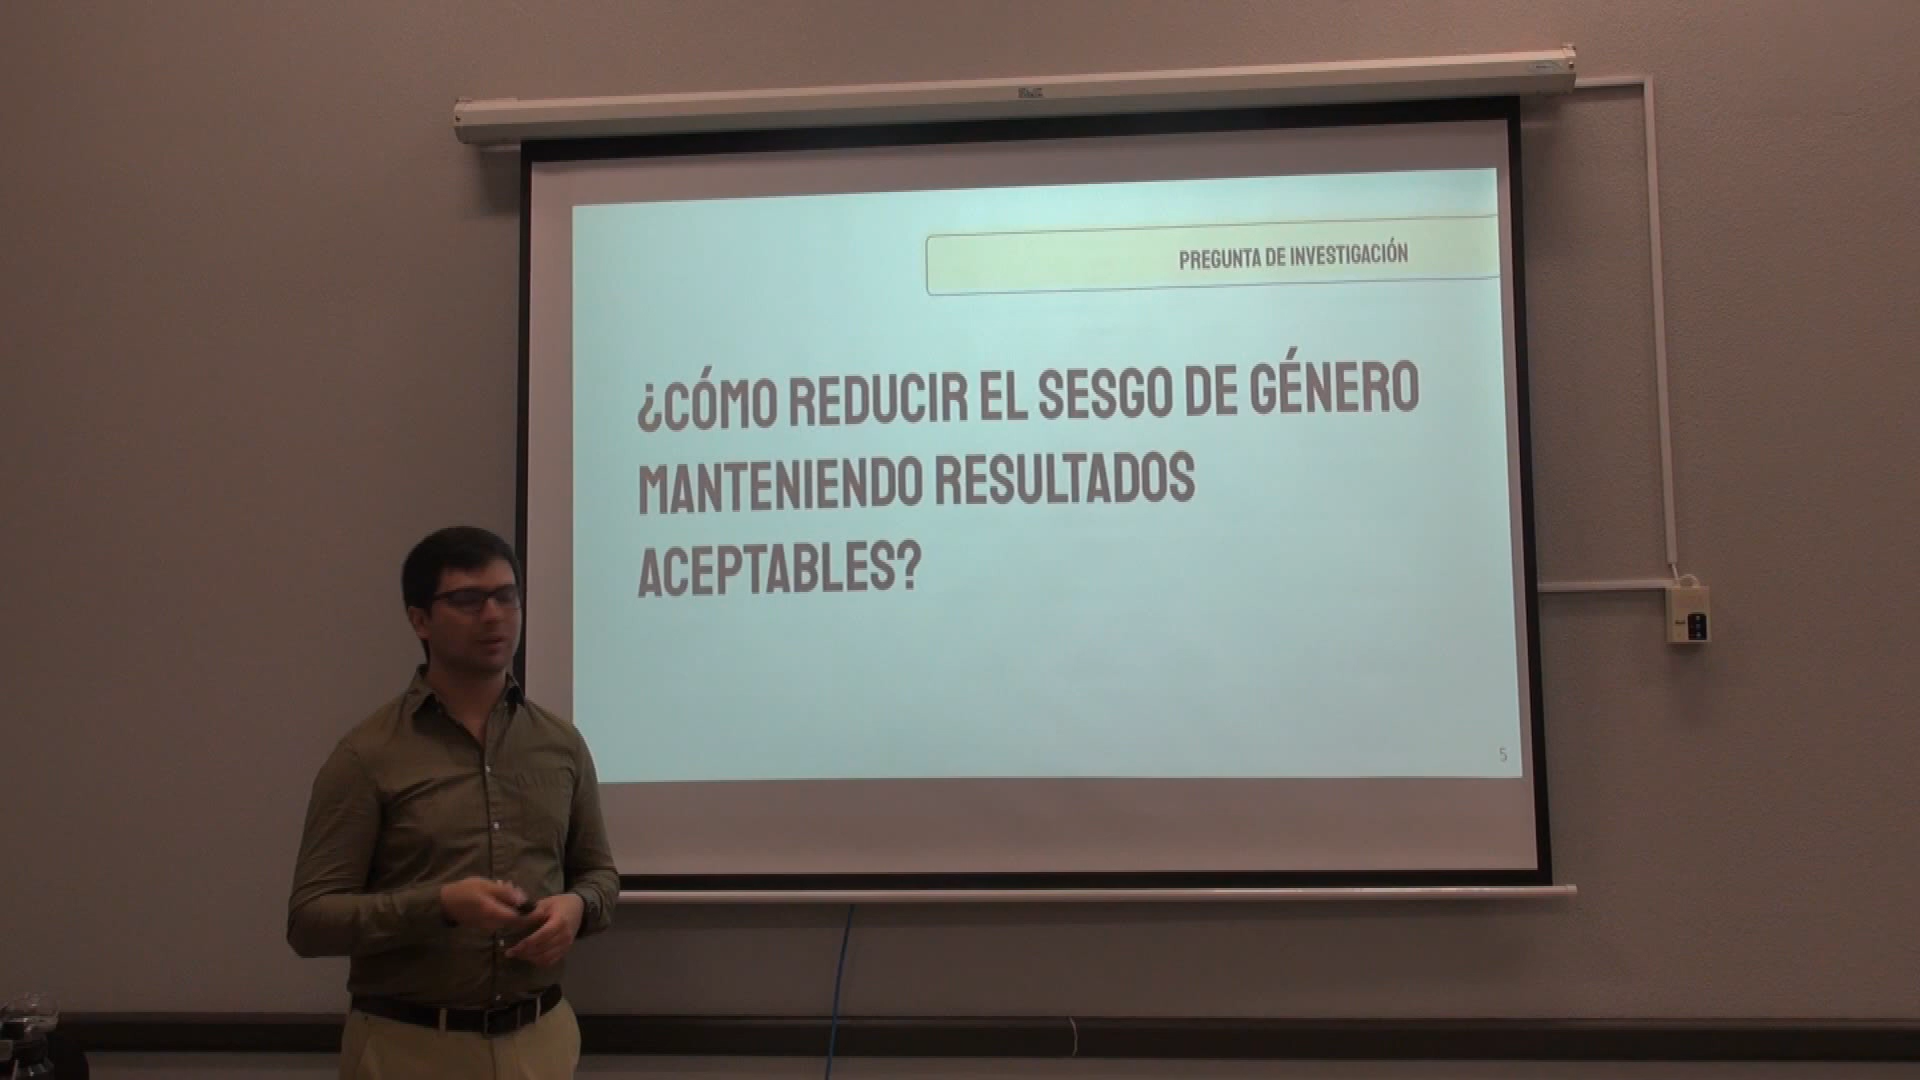 PREGUNTA DE INVESTIGACIÓN
¿CÓMO REDUCIR EL SESGO DE GÉNERO
MANTENIENDO RESULTADOS
ACEPTABLES?
5